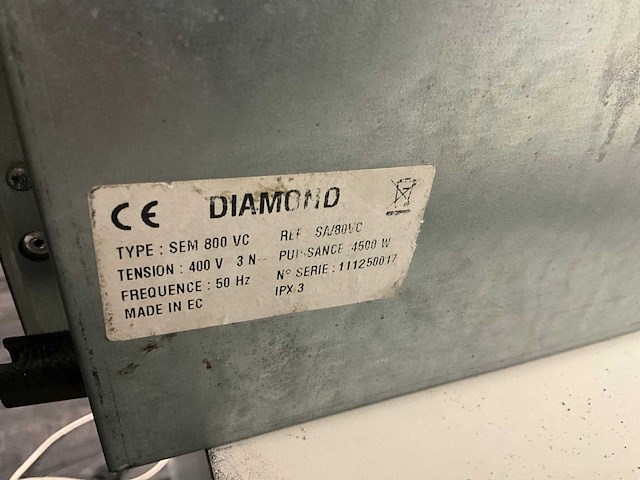 CE DIAMOND
TYPE : SEM 800 VC REF SA/80VC
TENSION : 400 V 3 N~ PUISSANCE 4500 W
FREQUENCE : 50 Hz N° SERIE : 111250017
MADE IN EC IPX 3